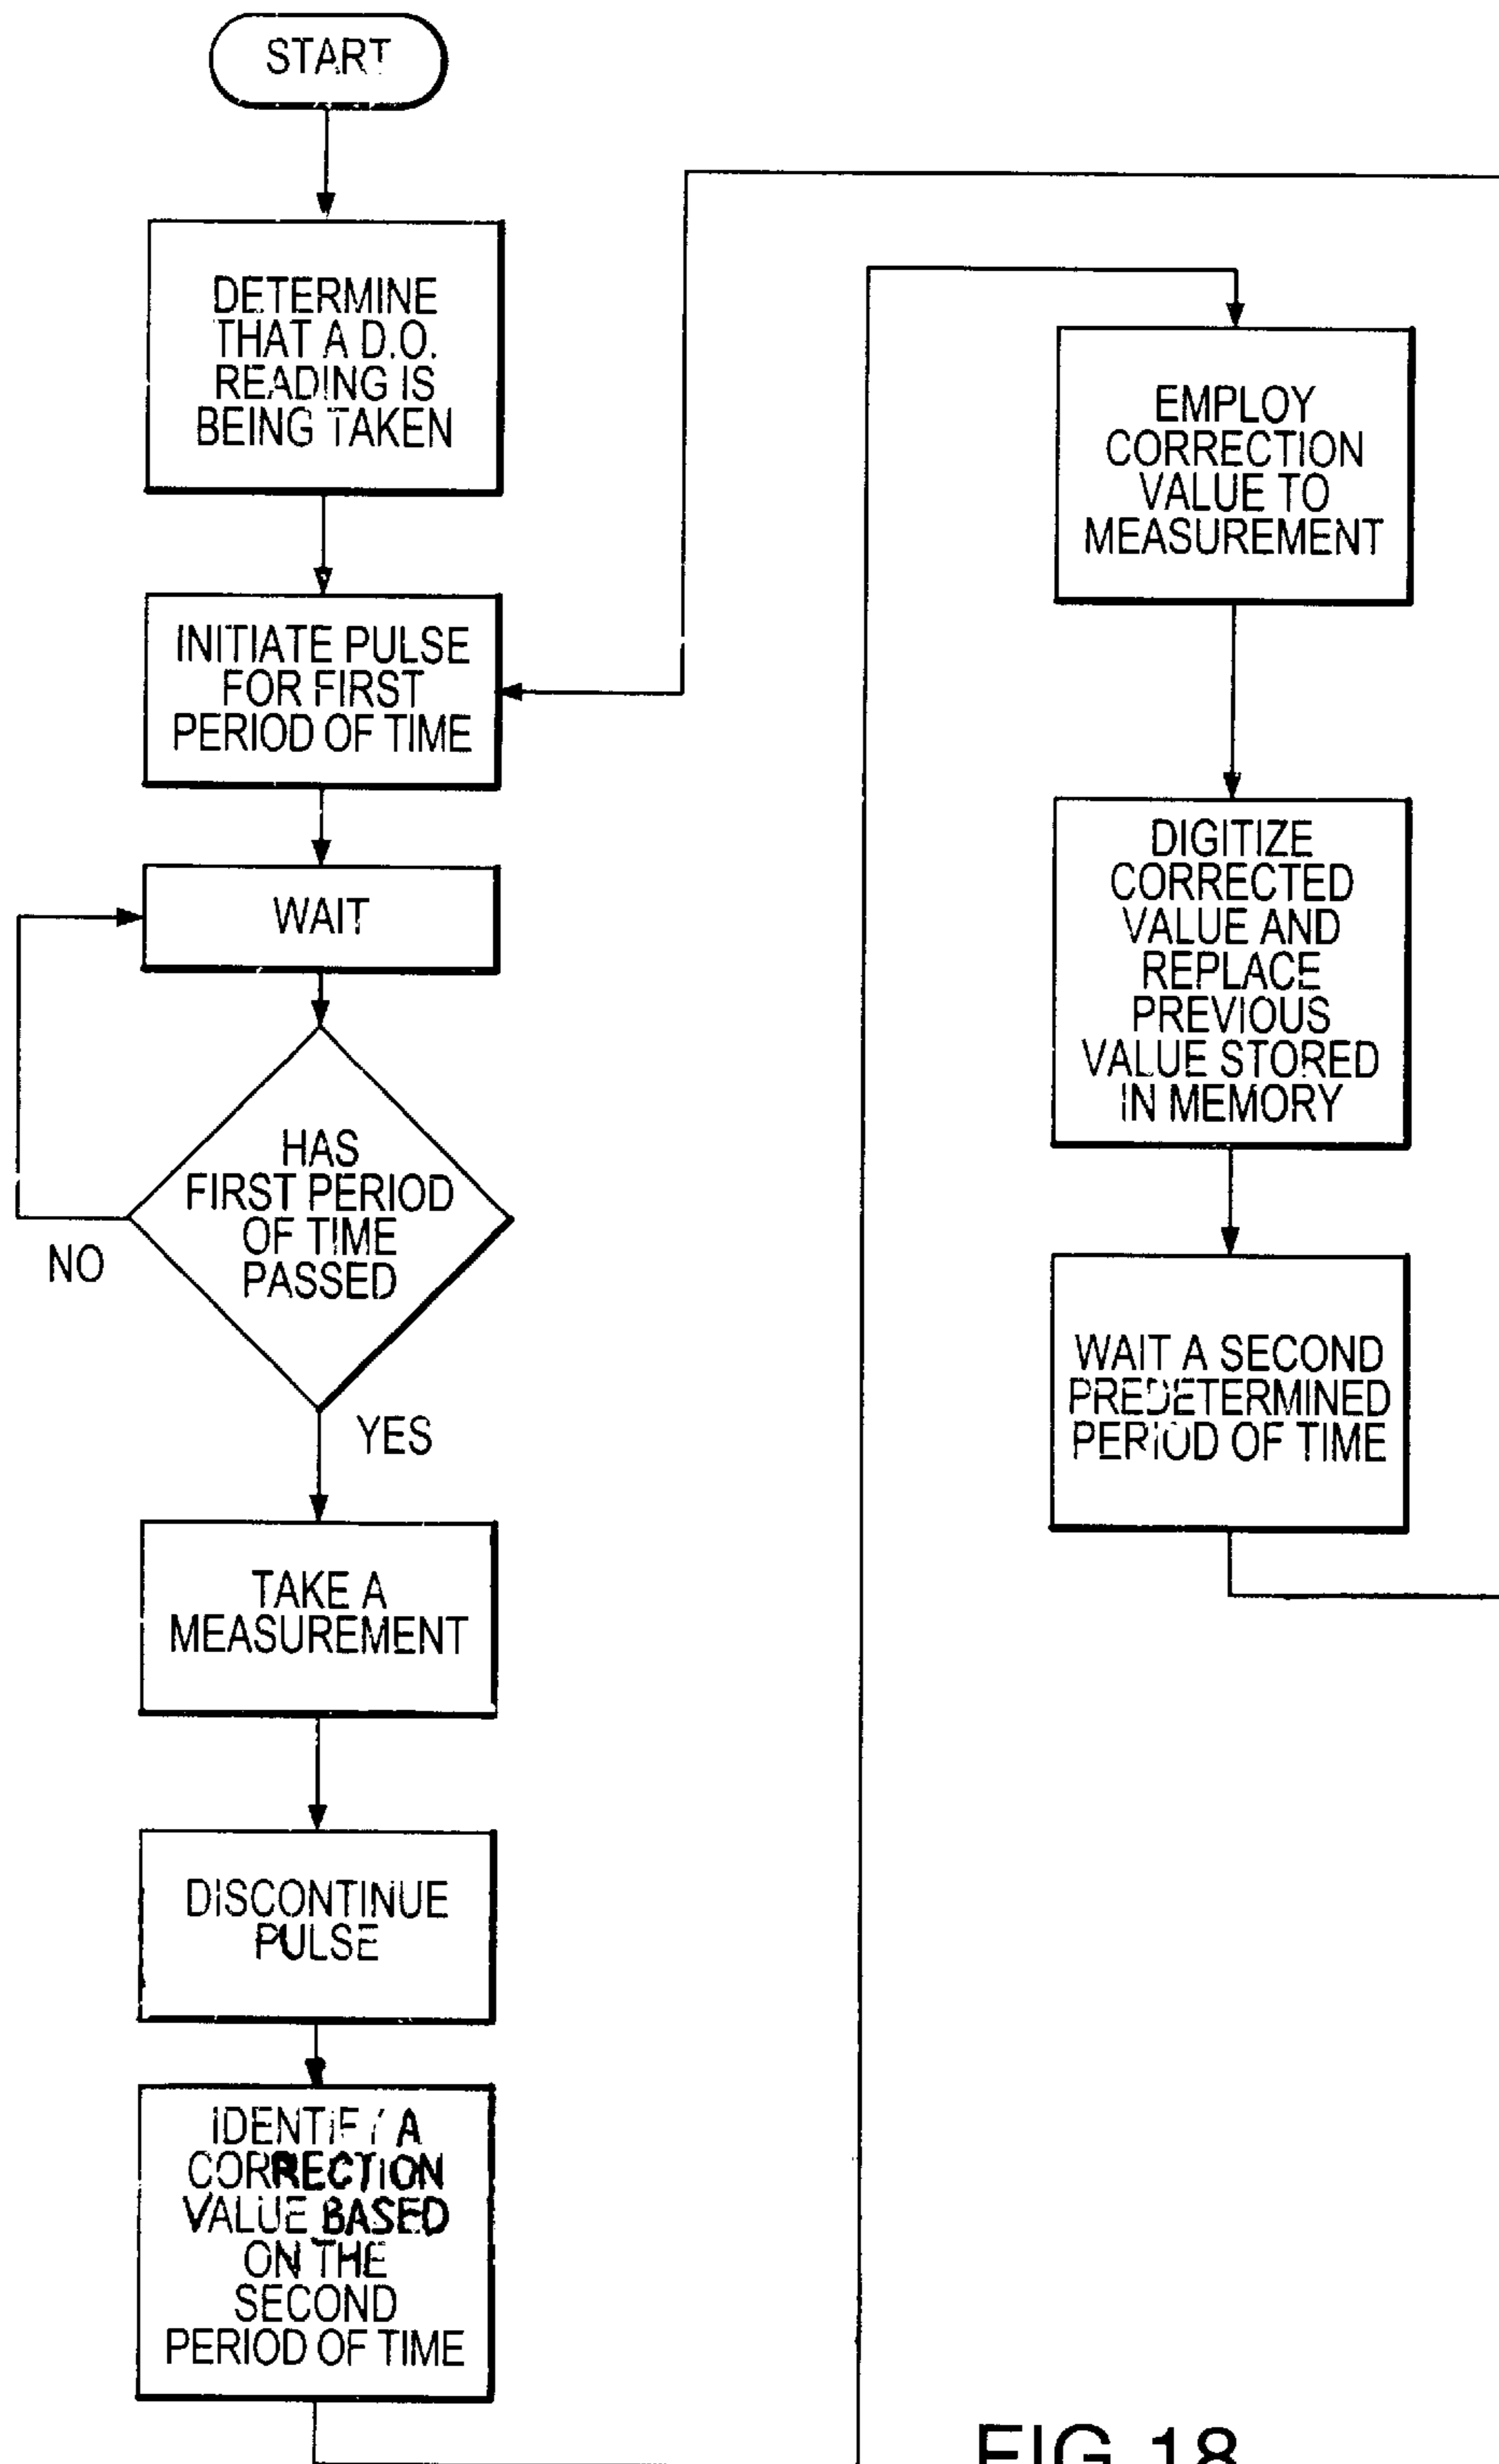 START
DETERMINE
THAT A D.O.
READING IS
BEING TAKEN
INITIATE PULSE
FOR FIRST
PERIOD OF TIME
WAIT
HAS
FIRST PERIOD
OF TIME
PASSED
NO
YES
TAKE A
MEASUREMENT
DISCONTINUE
PULSE
IDENTIFY A
CORRECTION
VALUE BASED
ON THE
SECOND
PERIOD OF TIME
EMPLOY
CORRECTION
VALUE TO
MEASUREMENT
DIGITIZE
CORRECTED
VALUE AND
REPLACE
PREVIOUS
VALUE STORED
IN MEMORY
WAIT A SECOND
PREDETERMINED
PERIOD OF TIME
FIG. 18